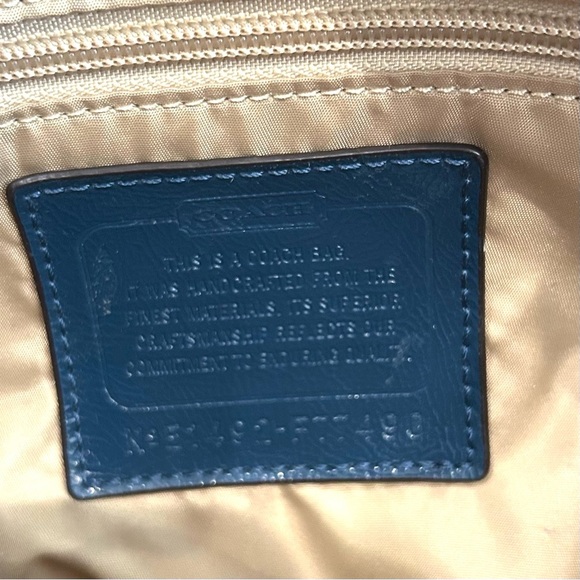 COACH
THIS IS A COACH BAG.
IT WAS HANDCRAFTED FROM THE
FINEST MATERIALS. ITS SUPERIOR
CRAFTSMANSHIP REFLECTS OUR
COMMITMENT TO ENDURING QUALITY.